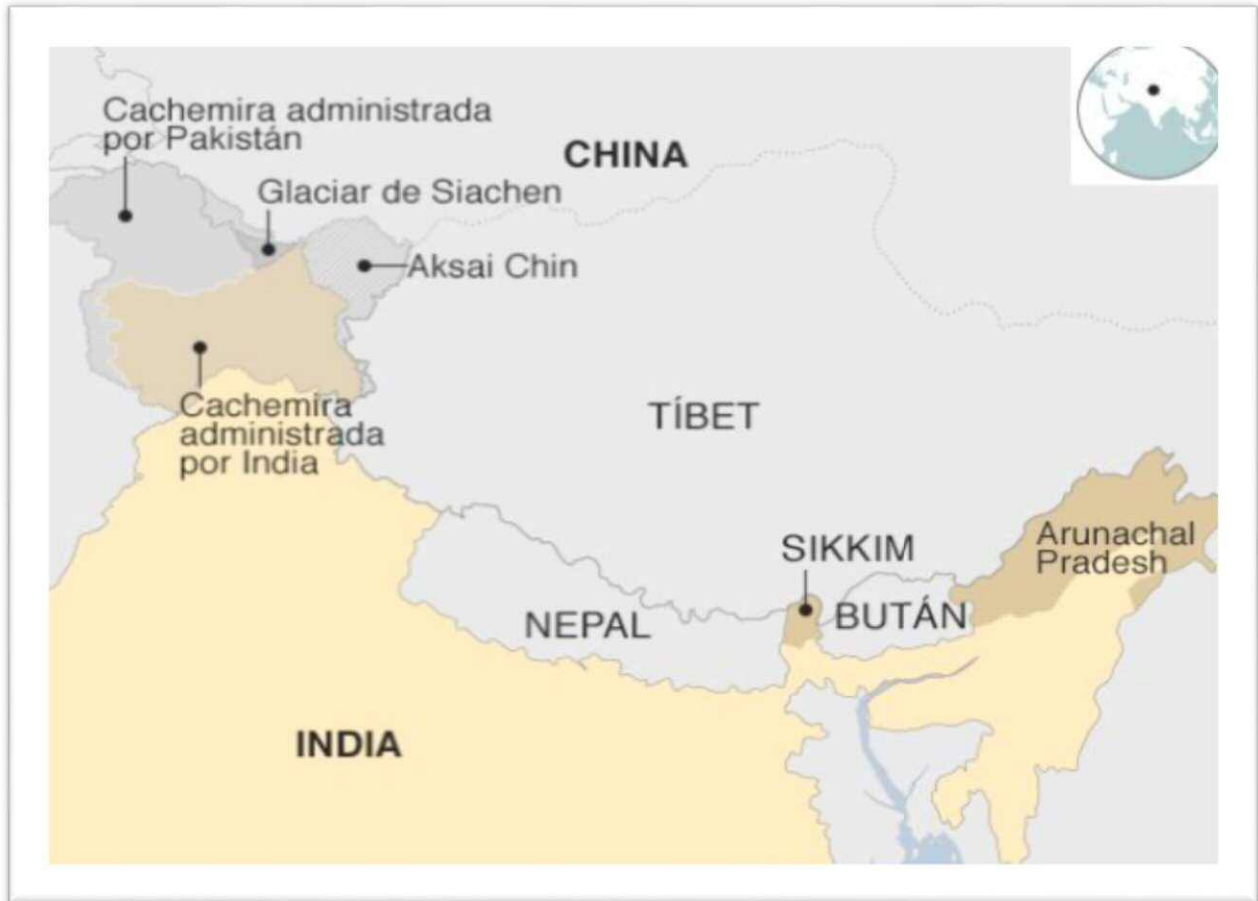 Cachemira administrada
por Pakistán
CHINA
Glaciar de Siachen
Aksai Chin
Cachemira
administrada
por India
TÍBET
Arunachal
Pradesh
SIKKIM
BUTÁN
NEPAL
INDIA